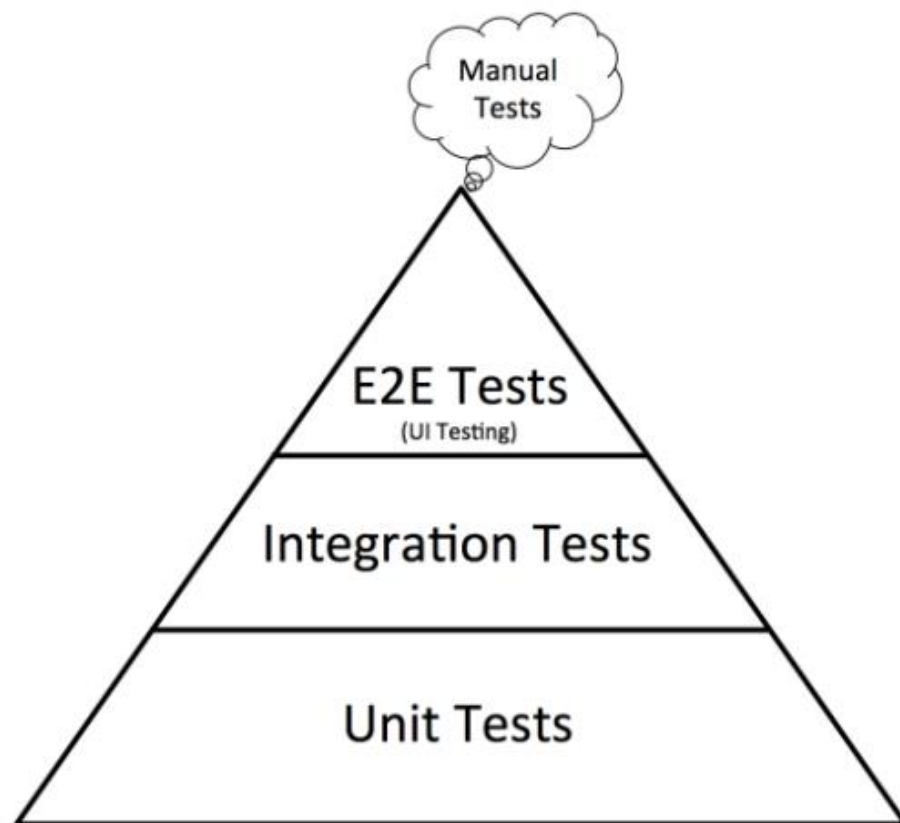 Manual
Tests
E2E Tests
(UI Testing)
Integration Tests
Unit Tests